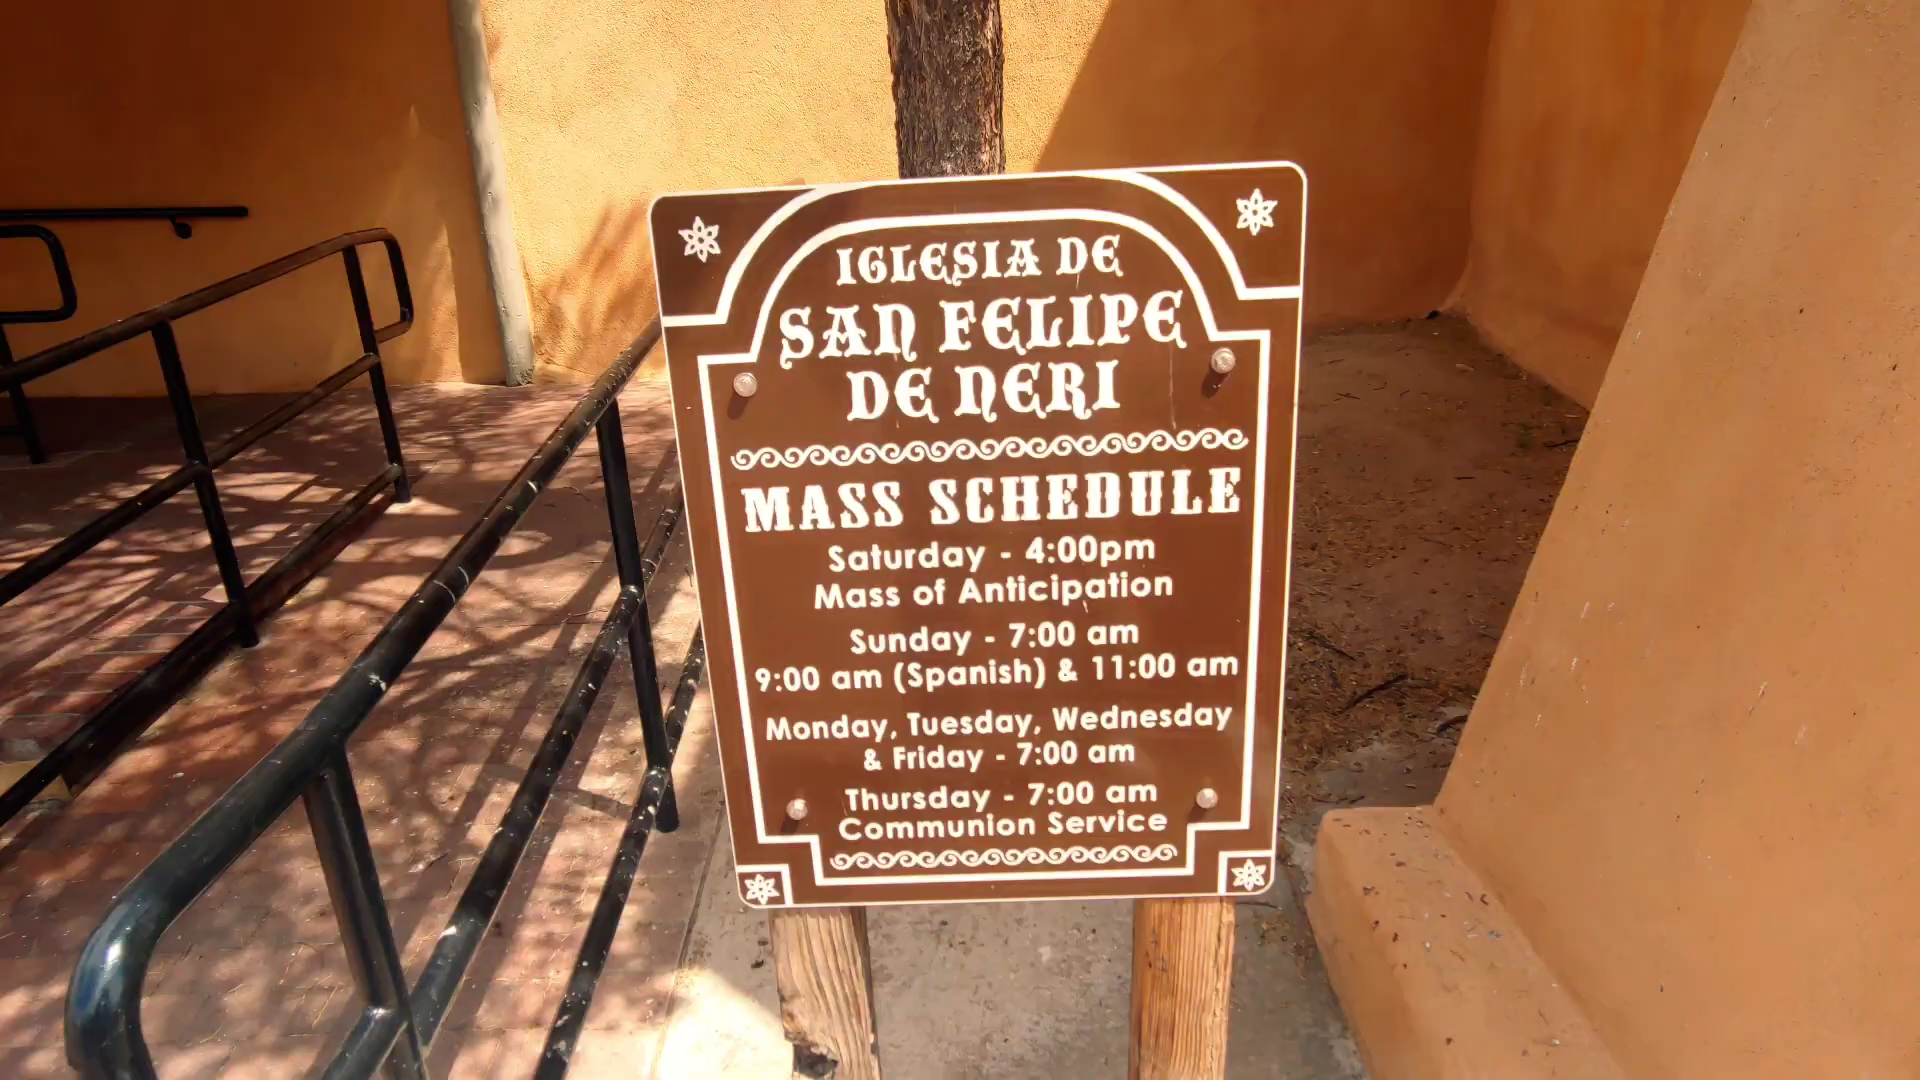 IGLESIA DE
SAN FELIPE
DE NERI
MASS SCHEDULE
Saturday - 4:00pm
Mass of Anticipation
Sunday - 7:00 am
9:00 am (Spanish) & 11:00 am
Monday, Tuesday, Wednesday
& Friday - 7:00 am
Thursday - 7:00 am
Communion Service